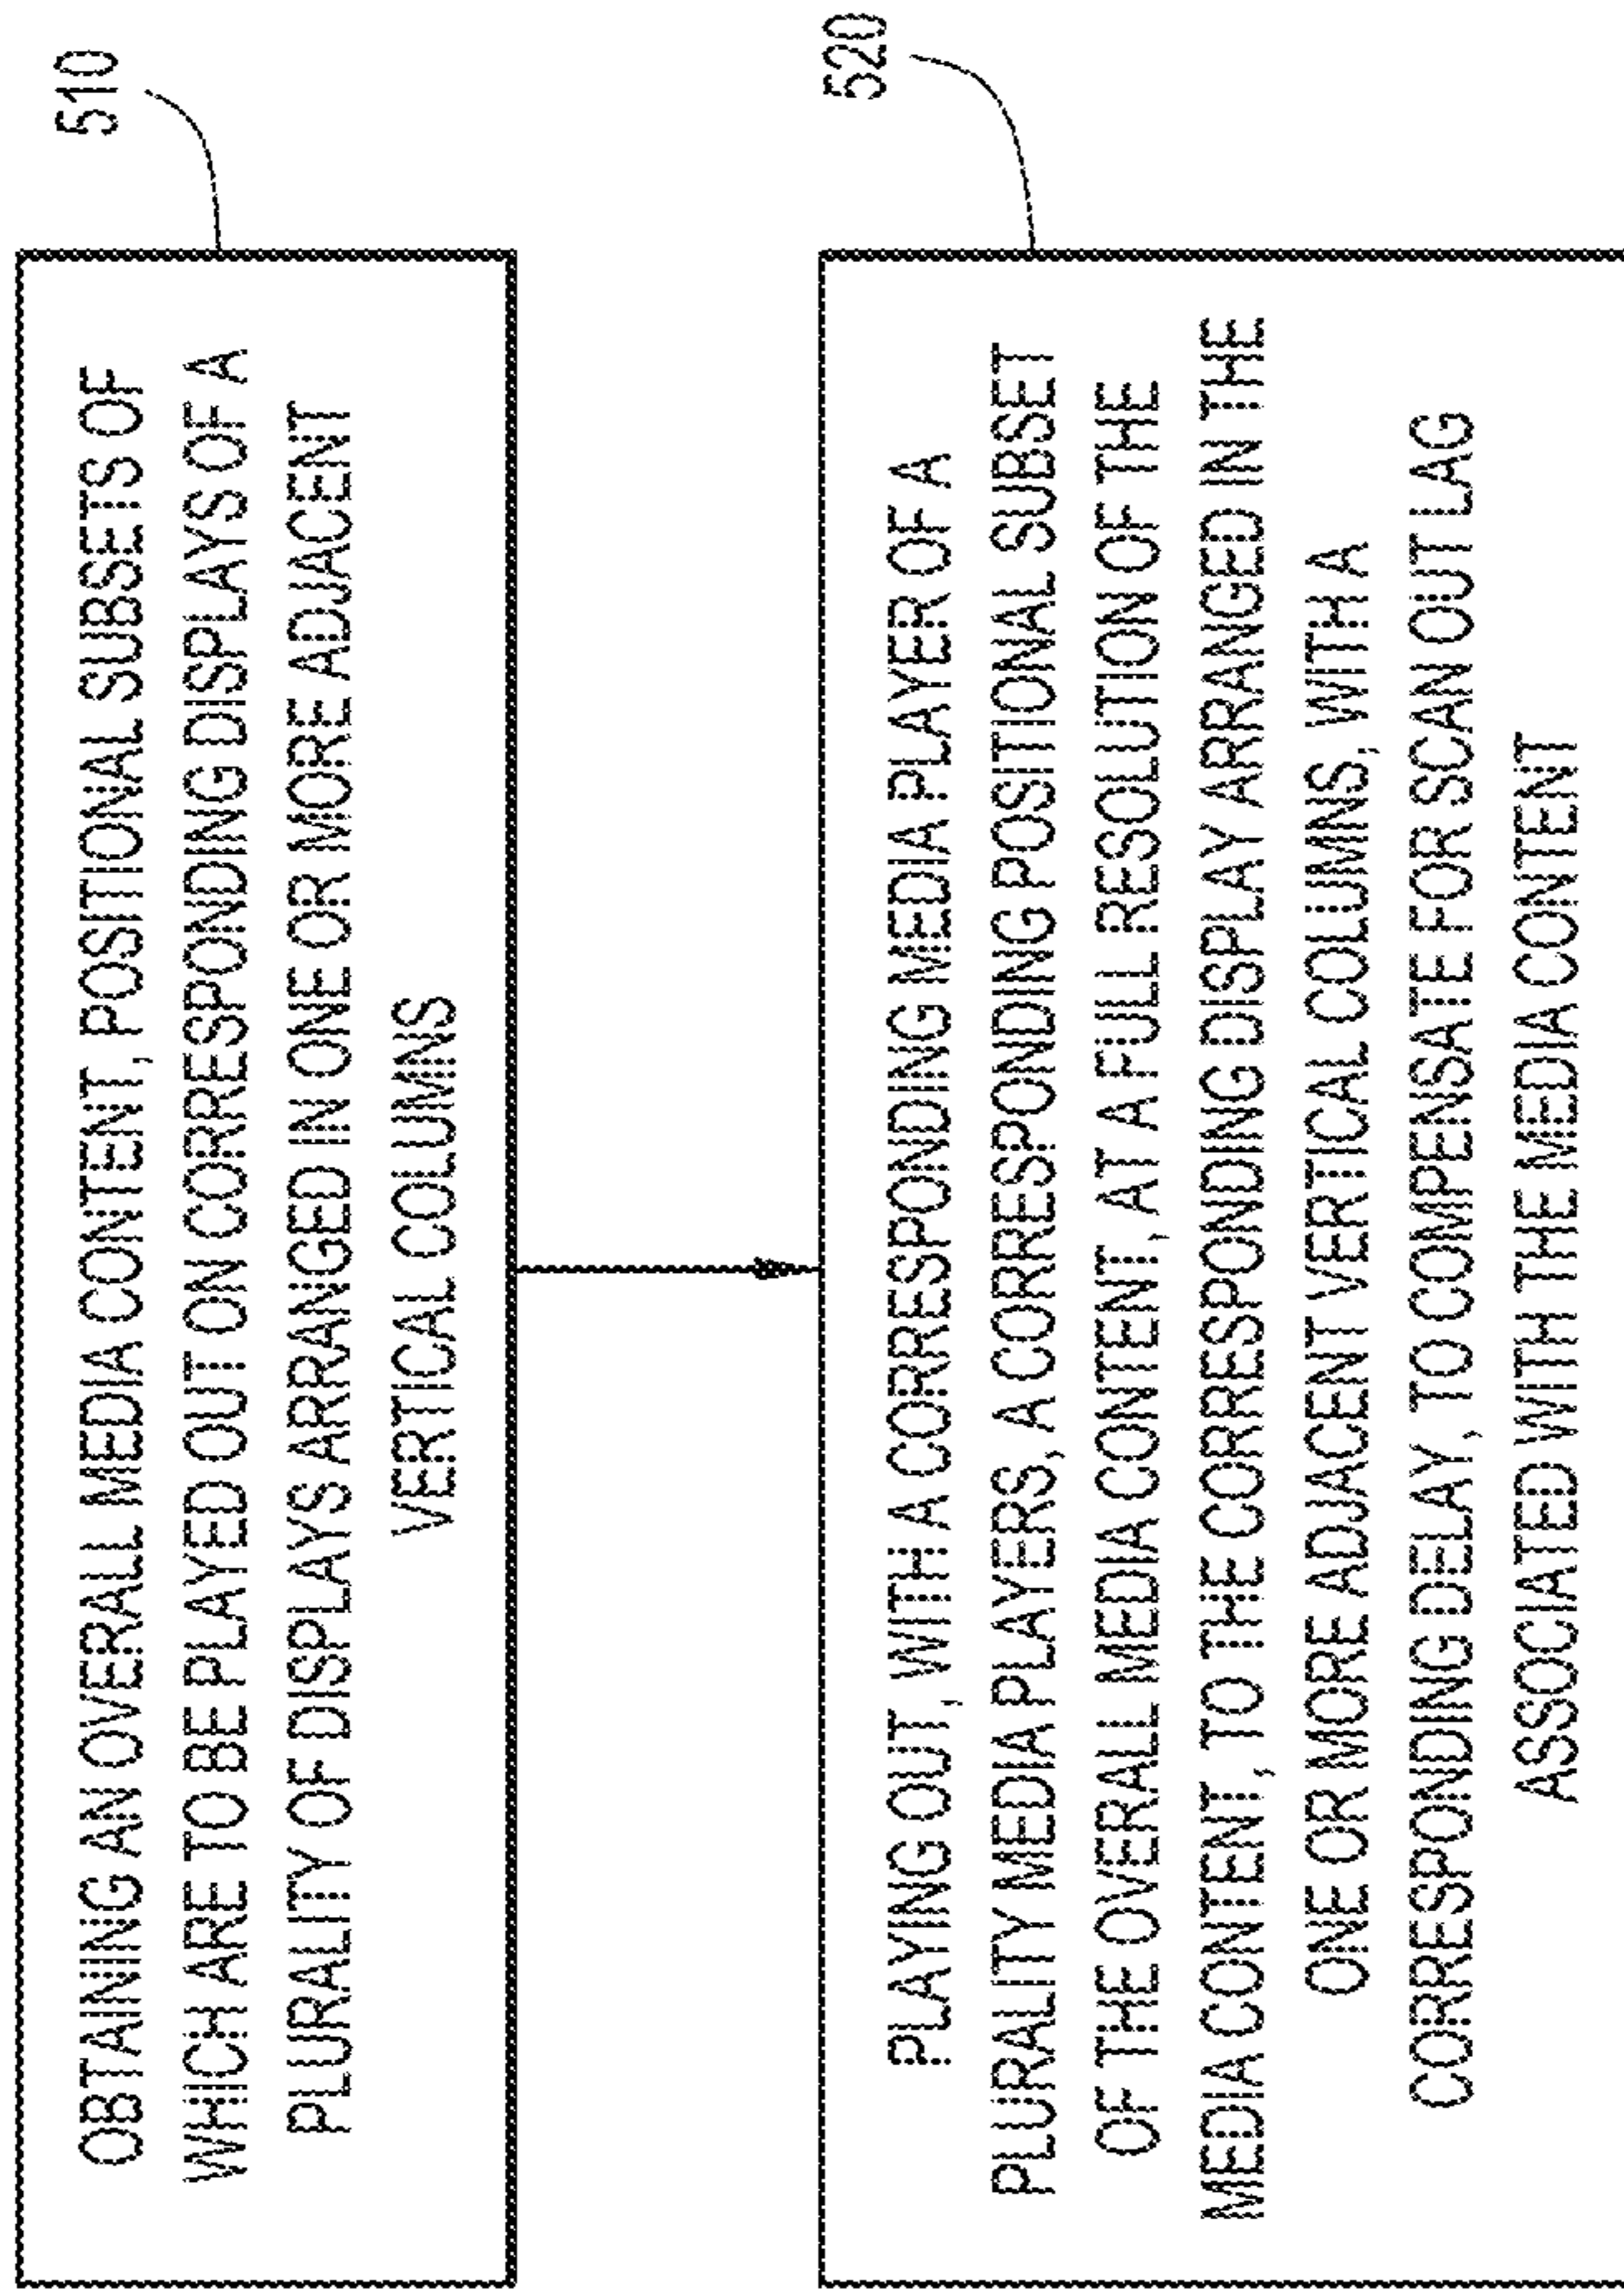 510
OBTAINING AN OVERALL MEDIA CONTENT, POSITIONAL SUBSETS OF
WHICH ARE TO BE PLAYED OUT ON CORRESPONDING DISPLAYS OF A
PLURALITY OF DISPLAYS ARRANGED IN ONE OR MORE ADJACENT
VERTICAL COLUMNS
520
PLAYING OUT, WITH A CORRESPONDING MEDIA PLAYER OF A
PLURALITY MEDIA PLAYERS, A CORRESPONDING POSITIONAL SUBSET
OF THE OVERALL MEDIA CONTENT, AT A FULL RESOLUTION OF THE
MEDIA CONTENT, TO THE CORRESPONDING DISPLAY ARRANGED IN THE
ONE OR MORE ADJACENT VERTICAL COLUMNS, WITH A
CORRESPONDING DELAY, TO COMPENSATE FOR SCAN OUT LAG
ASSOCIATED WITH THE MEDIA CONTENT